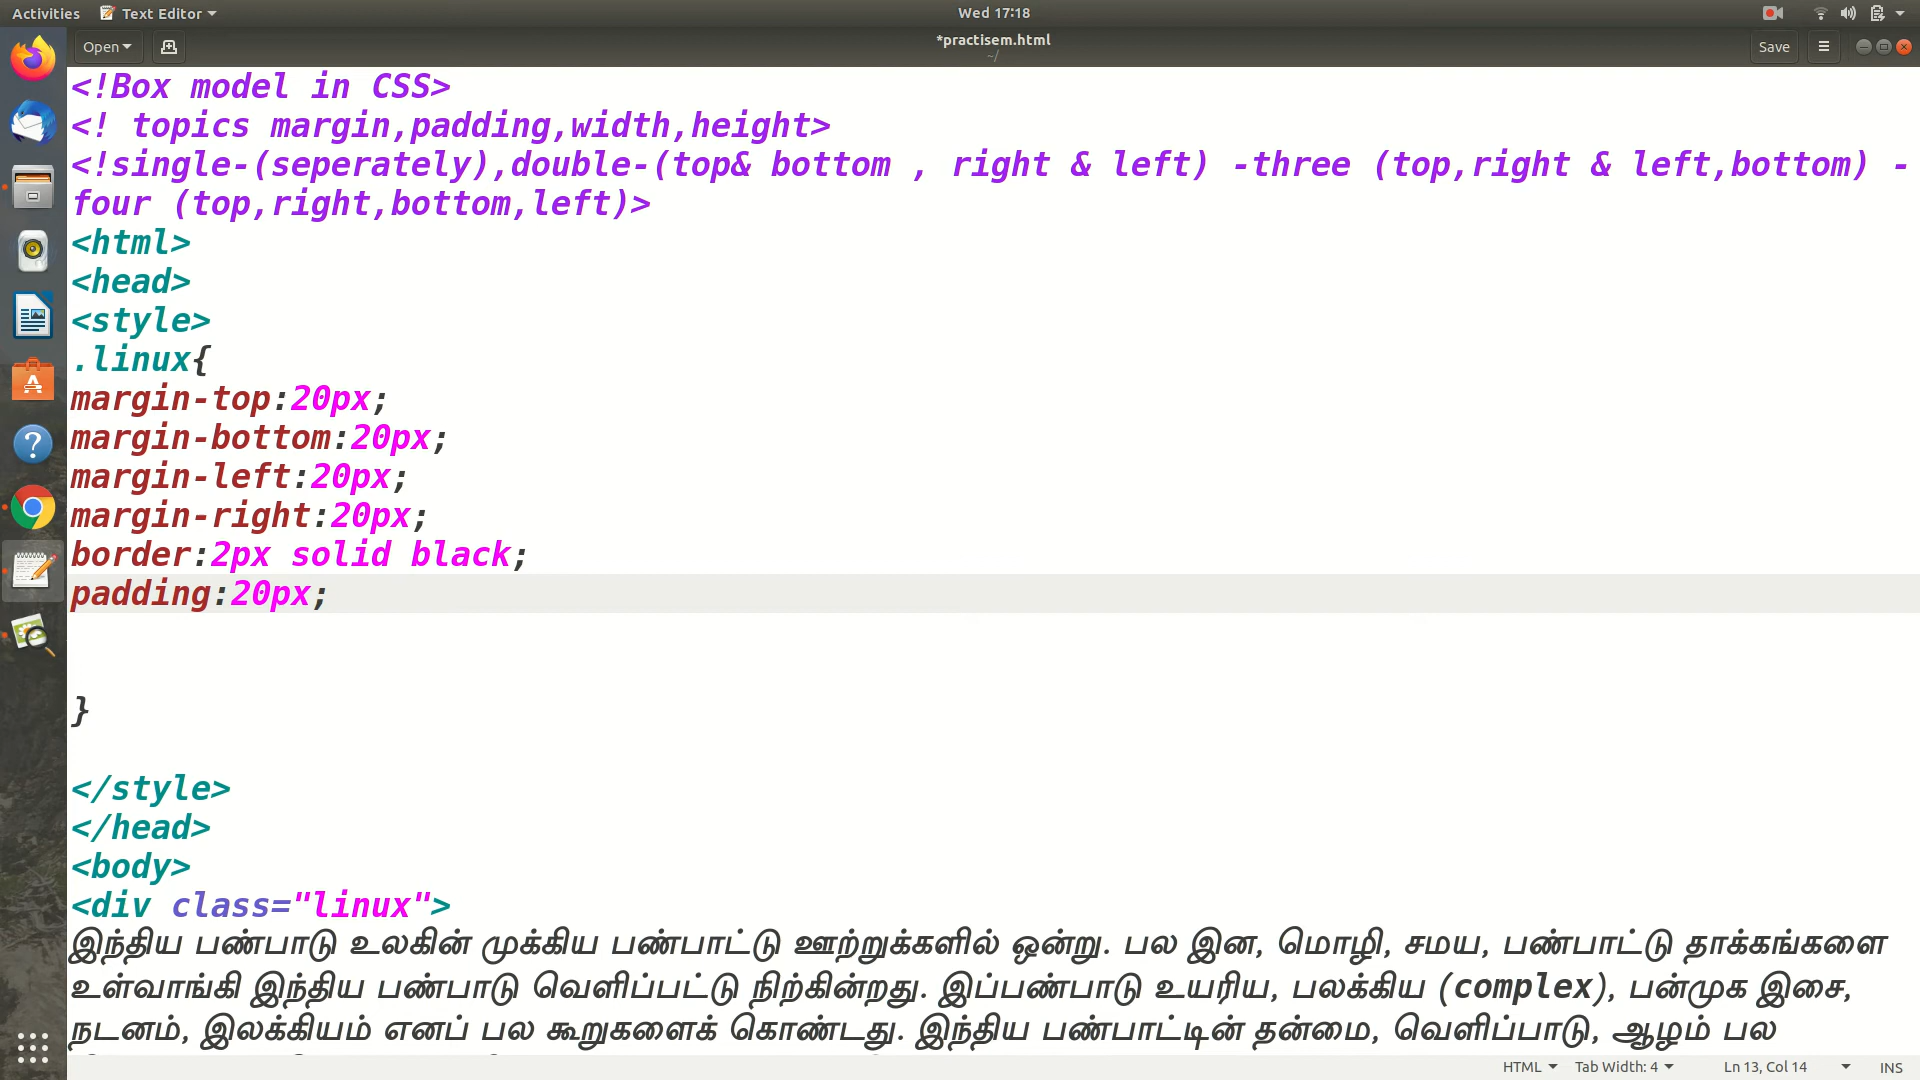 Activities Text Editor Wed 17:18
Open *practisem.html Save
~/
<!Box model in CSS>
<! topics margin,padding,width,height>
<!single-(seperately),double-(top& bottom , right & left) -three (top,right & left,bottom) -
four (top,right,bottom,left)>
<html>
<head>
<style>
.linux{
margin-top:20px;
margin-bottom:20px;
margin-left:20px;
margin-right:20px;
border:2px solid black;
padding:20px;
}
</style>
</head>
<body>
<div class="linux">
இந்திய பண்பாடு உலகின் முக்கிய பண்பாட்டு ஊற்றுக்களில் ஒன்று. பல இன, மொழி, சமய, பண்பாட்டு தாக்கங்களை
உள்வாங்கி இந்திய பண்பாடு வெளிப்பட்டு நிற்கின்றது. இப்பண்பாடு உயரிய, பலக்கிய (complex), பன்முக இசை,
நடனம், இலக்கியம் எனப் பல கூறுகளைக் கொண்டது. இந்திய பண்பாட்டின் தன்மை, வெளிப்பாடு, ஆழம் பல
HTML Tab Width: 4 Ln 13, Col 14 INS